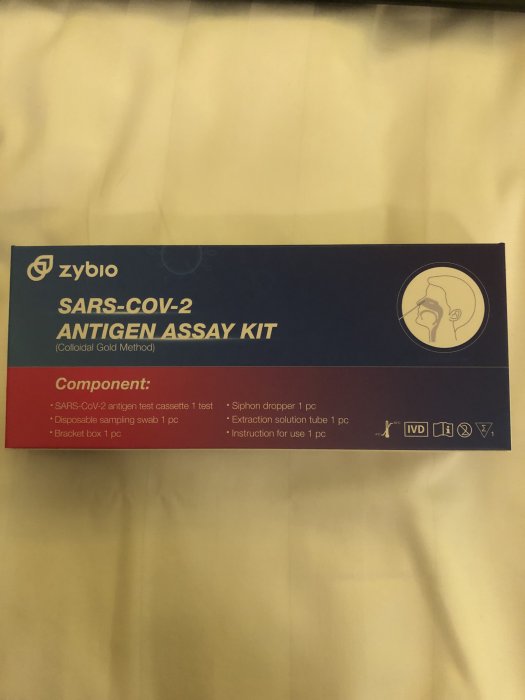 zybio
SARS-COV-2
ANTIGEN ASSAY KIT
(Colloidal Gold Method)
Component:
• SARS-CoV-2 antigen test cassette 1 test
• Disposable sampling swab 1 pc
• Bracket box 1 pc
• Siphon dropper 1 pc
• Extraction solution tube 1 pc
• Instruction for use 1 pc
IVD